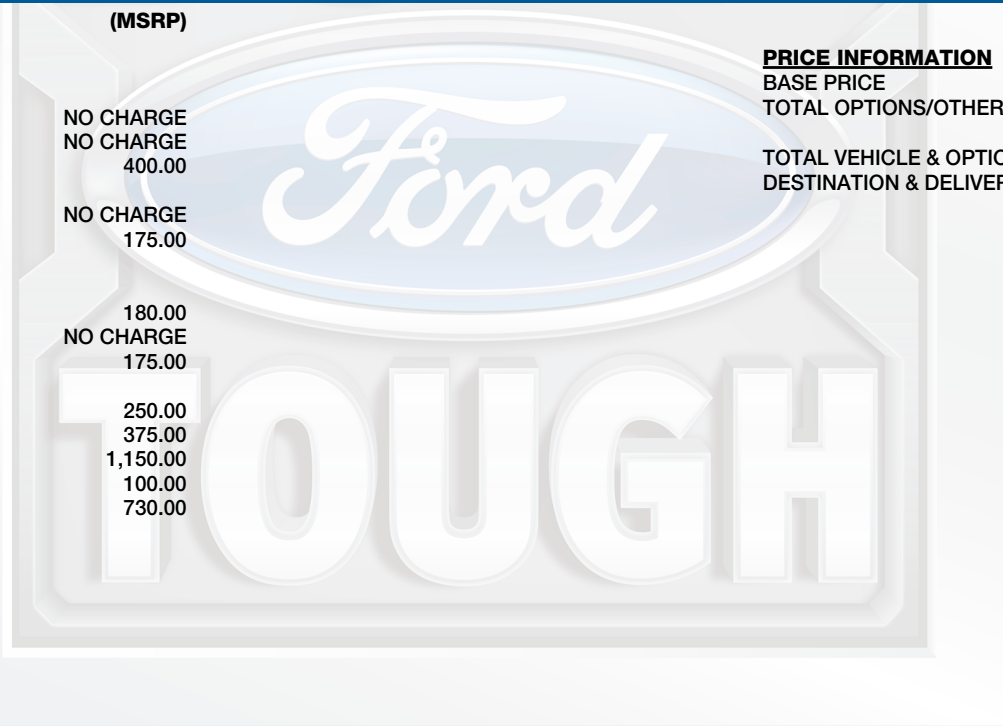 (MSRP)
NO CHARGE
NO CHARGE
400.00
NO CHARGE
175.00
180.00
NO CHARGE
175.00
250.00
375.00
1,150.00
100.00
730.00
PRICE INFORMATION
BASE PRICE
TOTAL OPTIONS/OTHER
TOTAL VEHICLE & OPTIO
DESTINATION & DELIVER
Ford
TOUGH